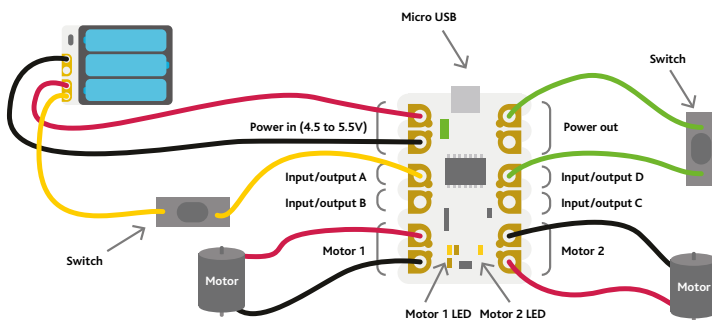 Micro USB
Switch
Power in (4.5 to 5.5V)
Power out
Input/output A
Input/output D
Input/output B
Input/output C
Switch
Motor 1
Motor 2
Motor
Motor
Motor 1 LED
Motor 2 LED